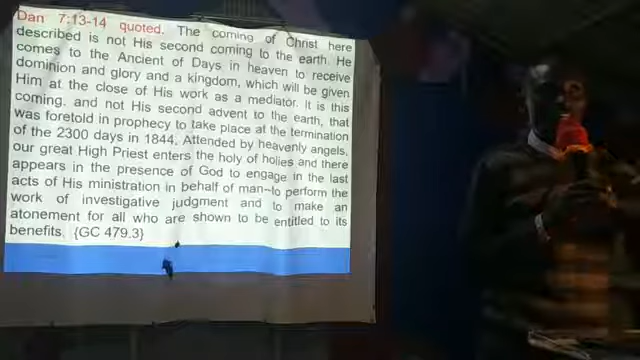 Dan 7:13-14 quoted. The coming of Christ here
described is not His second coming to the earth. He
comes to the Ancient of Days in heaven to receive
dominion and glory and a kingdom, which will be given
Him at the close of His work as a mediator. It is this
coming, and not His second advent to the earth, that
was foretold in prophecy to take place at the termination
of the 2300 days in 1844. Attended by heavenly angels,
our great High Priest enters the holy of holies and there
appears in the presence of God to engage in the last
acts of His ministration in behalf of man--to perform the
work of investigative judgment and to make an
atonement for all who are shown to be entitled to its
benefits. {GC 479.3}